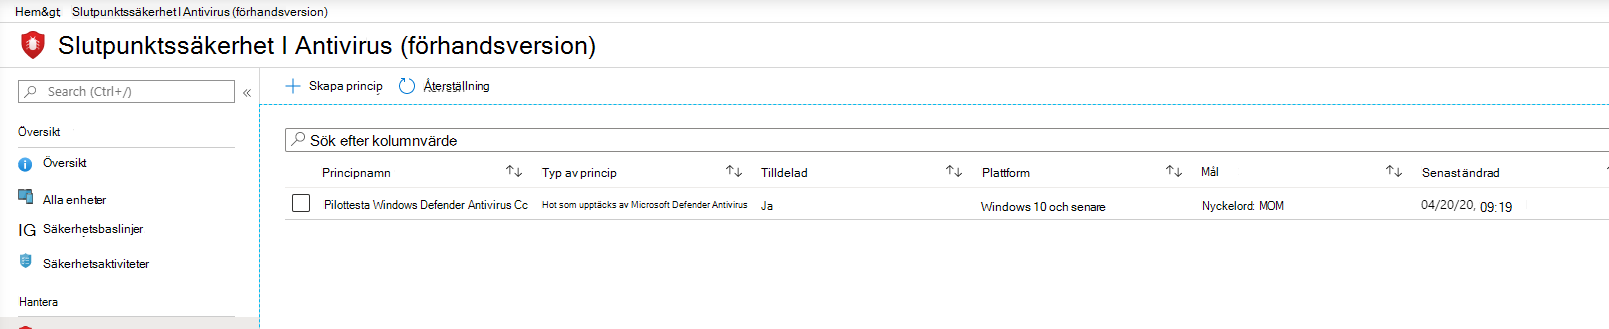 Hem&gt; Slutpunktssäkerhet I Antivirus (förhandsversion)
Slutpunktssäkerhet I Antivirus (förhandsversion)
Search (Ctrl+/) «
Skapa princip Återställning
Översikt
Sök efter kolumnvärde
Översikt
Principnamn Typ av princip Tilldelad Plattform Mål Senast ändrad
Alla enheter
Pilottesta Windows Defender Antivirus Cc Hot som upptäcks av Microsoft Defender Antivirus Ja Windows 10 och senare Nyckelord: MOM 04/20/20, 09:19
IG Säkerhetsbaslinjer
Säkerhetsaktiviteter
Hantera